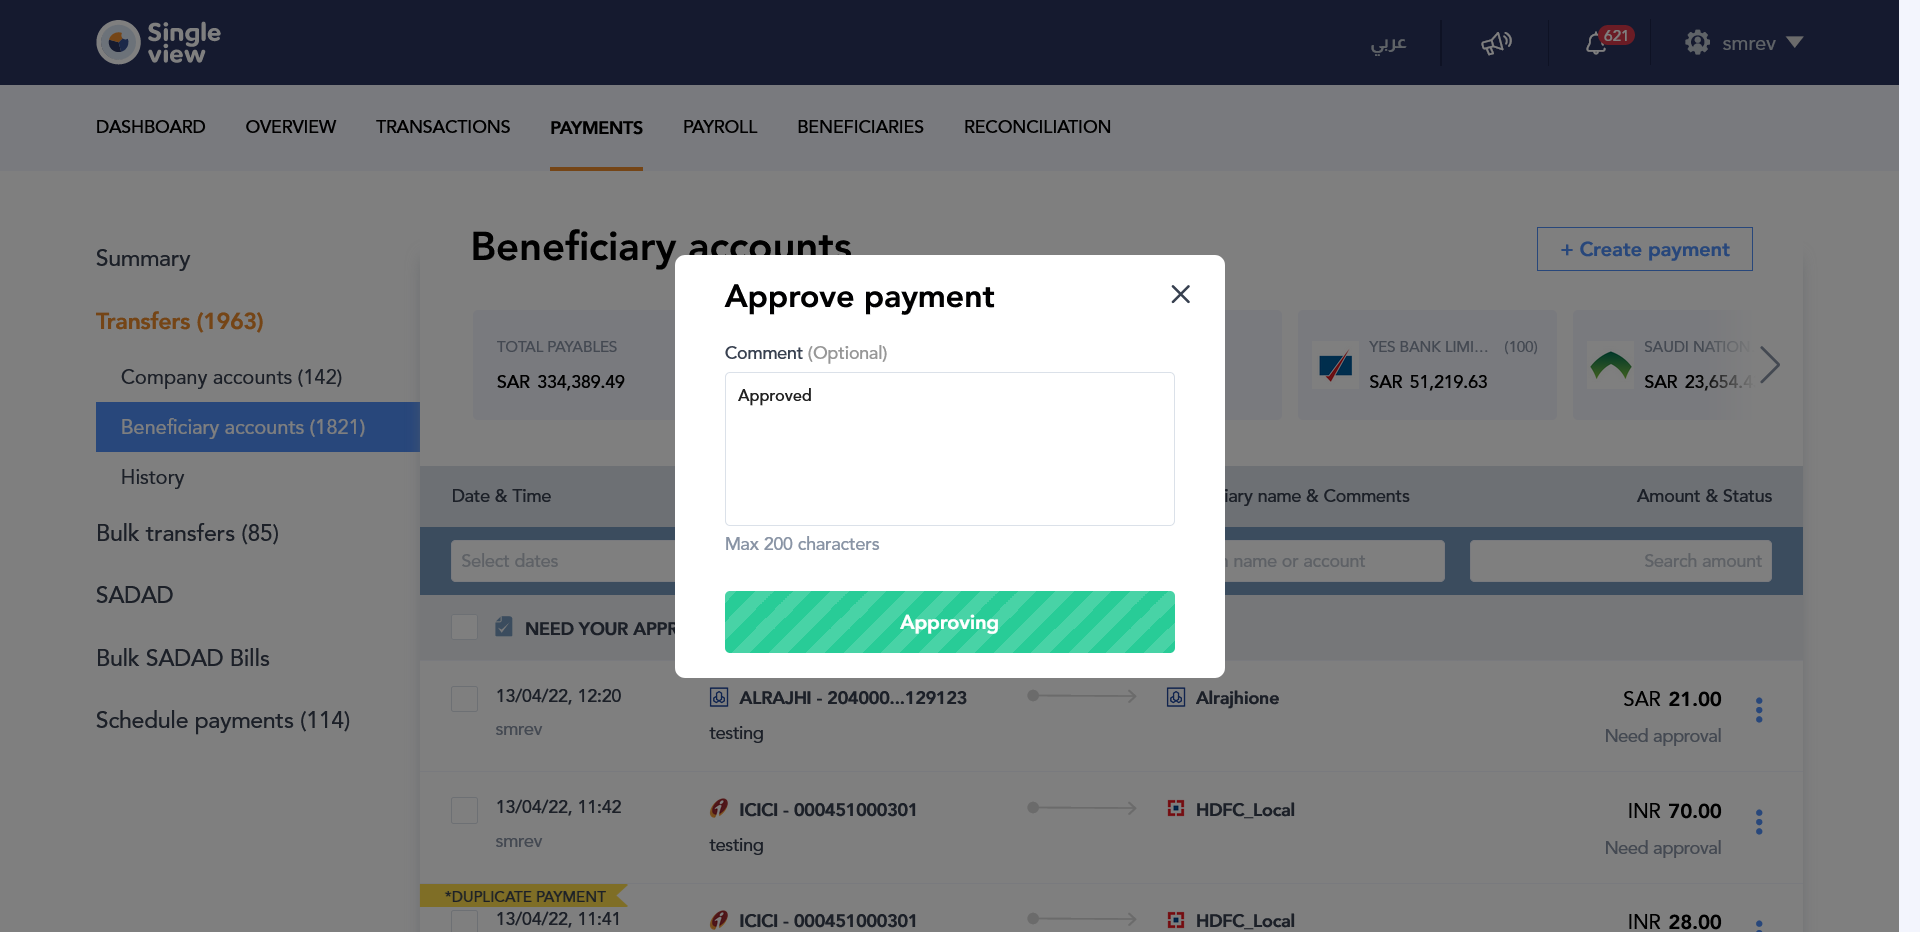 Single
view
عربي
621
smrev
DASHBOARD
OVERVIEW
TRANSACTIONS
PAYMENTS
PAYROLL
BENEFICIARIES
RECONCILIATION
Summary
Transfers (1963)
Company accounts (142)
Beneficiary accounts (1821)
History
Bulk transfers (85)
SADAD
Bulk SADAD Bills
Schedule payments (114)
Beneficiary accounts
+ Create payment
TOTAL PAYABLES
SAR 334,389.49
YES BANK LIMI... (100)
SAR 51,219.63
SAUDI NATION
SAR 23,654.4
Approve payment
Comment (Optional)
Approved
Max 200 characters
Approving
Date & Time
iary name & Comments
Amount & Status
Select dates
name or account
Search amount
NEED YOUR APPR
13/04/22, 12:20
smrev
ALRAJHI - 204000...129123
testing
Alrajhione
SAR 21.00
Need approval
13/04/22, 11:42
smrev
ICICI - 000451000301
testing
HDFC_Local
INR 70.00
Need approval
*DUPLICATE PAYMENT
13/04/22, 11:41
ICICI - 000451000301
HDFC_Local
INR 28.00